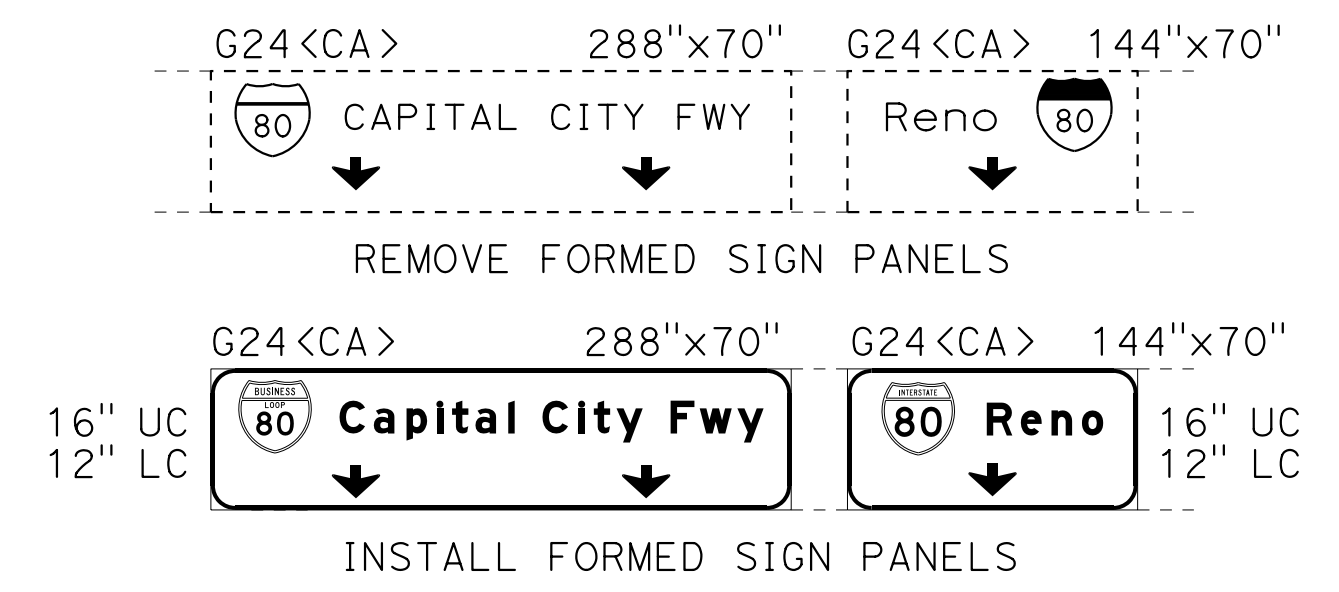 G24<CA> 288"x70" G24<CA> 144"x70"
80 CAPITAL CITY FWY Reno 80
REMOVE FORMED SIGN PANELS
G24<CA> 288"x70" G24<CA> 144"x70"
BUSINESS
LOOP
80
Capital City Fwy
INTERSTATE
80
Reno
16" UC
12" LC
16" UC
12" LC
INSTALL FORMED SIGN PANELS